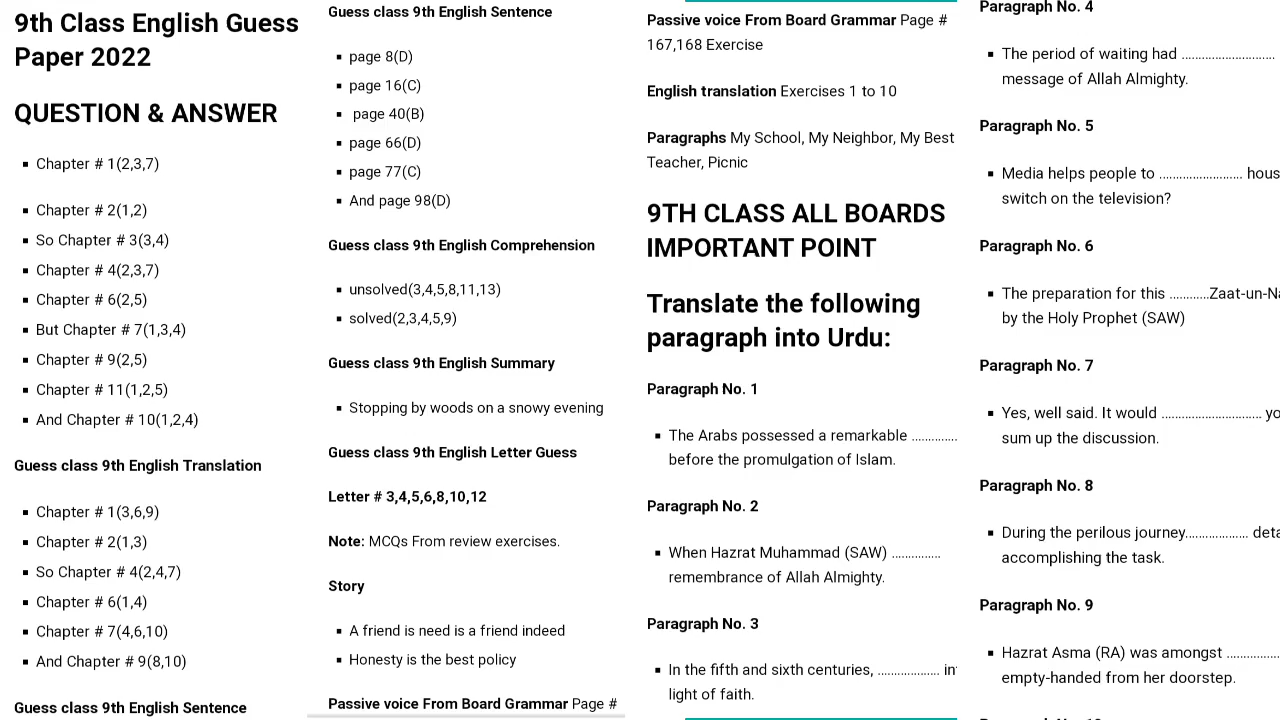 9th Class English Guess
Paper 2022
QUESTION & ANSWER
Chapter # 1(2,3,7)
Chapter # 2(1,2)
So Chapter # 3(3,4)
Chapter # 4(2,3,7)
Chapter # 6(2,5)
But Chapter # 7(1,3,4)
Chapter # 9(2,5)
Chapter # 11(1,2,5)
And Chapter # 10(1,2,4)
Guess class 9th English Translation
Chapter # 1(3,6,9)
Chapter # 2(1,3)
So Chapter # 4(2,4,7)
Chapter # 6(1,4)
Chapter # 7(4,6,10)
And Chapter # 9(8,10)
Guess class 9th English Sentence
Guess class 9th English Sentence
page 8(D)
page 16(C)
page 40(B)
page 66(D)
page 77(C)
And page 98(D)
Guess class 9th English Comprehension
unsolved(3,4,5,8,11,13)
solved(2,3,4,5,9)
Guess class 9th English Summary
Stopping by woods on a snowy evening
Guess class 9th English Letter Guess
Letter # 3,4,5,6,8,10,12
Note: MCQs From review exercises.
Story
A friend is need is a friend indeed
Honesty is the best policy
Passive voice From Board Grammar Page #
Passive voice From Board Grammar Page #
167,168 Exercise
English translation Exercises 1 to 10
Paragraphs My School, My Neighbor, My Best
Teacher, Picnic
9TH CLASS ALL BOARDS
IMPORTANT POINT
Translate the following
paragraph into Urdu:
Paragraph No. 1
The Arabs possessed a remarkable ..............
before the promulgation of Islam.
Paragraph No. 2
When Hazrat Muhammad (SAW) ...............
remembrance of Allah Almighty.
Paragraph No. 3
In the fifth and sixth centuries, ................... in
light of faith.
Paragraph No. 4
The period of waiting had ............................
message of Allah Almighty.
Paragraph No. 5
Media helps people to ......................... hous
switch on the television?
Paragraph No. 6
The preparation for this ............Zaat-un-Na
by the Holy Prophet (SAW)
Paragraph No. 7
Yes, well said. It would .............................. yo
sum up the discussion.
Paragraph No. 8
During the perilous journey................... deta
accomplishing the task.
Paragraph No. 9
Hazrat Asma (RA) was amongst ................
empty-handed from her doorstep.